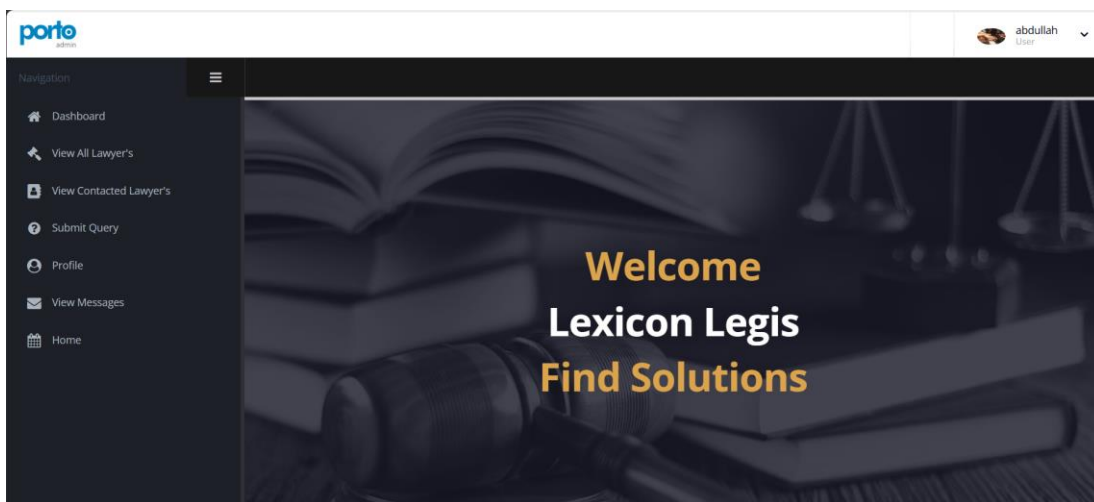 porto
admin
abdullah
User
Navigation
Dashboard
View All Lawyer's
View Contacted Lawyer's
Submit Query
Profile
View Messages
Home
Welcome
Lexicon Legis
Find Solutions